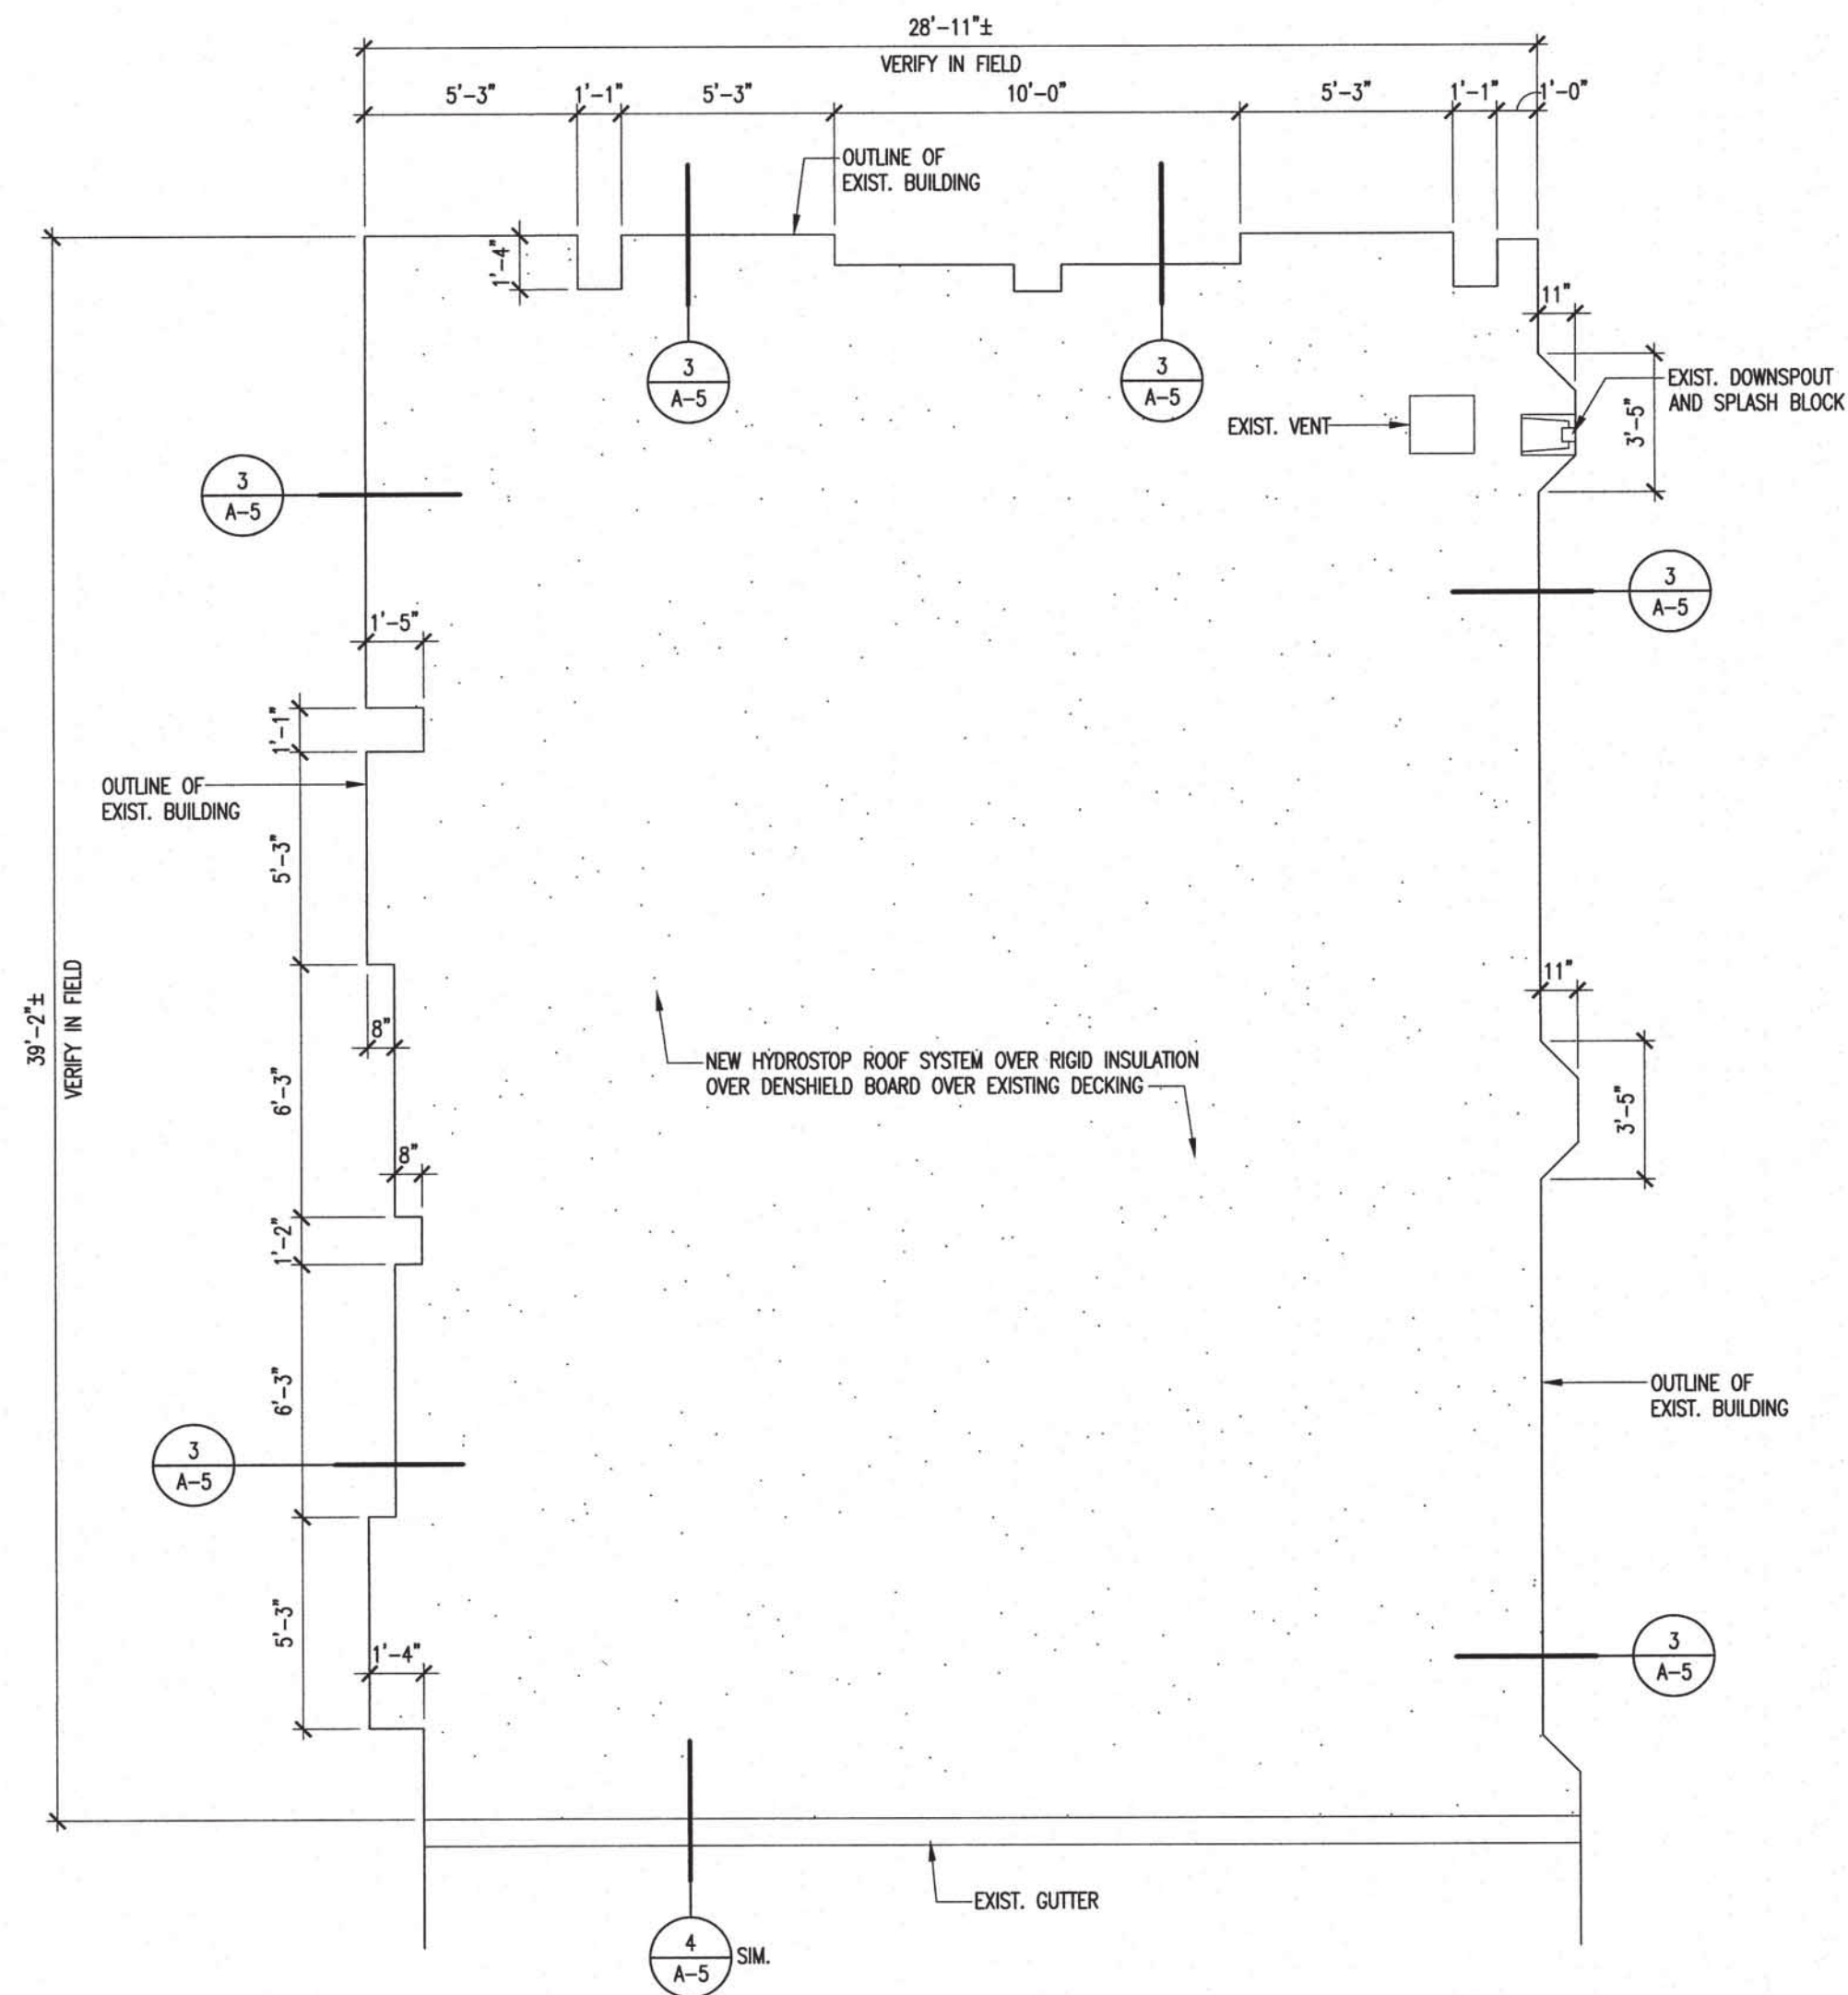 28'-11"±
VERIFY IN FIELD
5'-3"
1'-1"
5'-3"
10'-0"
5'-3"
1'-1"
1'-0"
OUTLINE OF
EXIST. BUILDING
1'-4"
11"
3
A-5
3
A-5
EXIST. VENT
EXIST. DOWNSPOUT
AND SPLASH BLOCK
3'-5"
3
A-5
3
A-5
1'-5"
1'-1"
OUTLINE OF
EXIST. BUILDING
5'-3"
39'-2"±
VERIFY IN FIELD
8"
11"
NEW HYDROSTOP ROOF SYSTEM OVER RIGID INSULATION
OVER DENSHIELD BOARD OVER EXISTING DECKING
6'-3"
3'-5"
8"
1'-2"
6'-3"
OUTLINE OF
EXIST. BUILDING
3
A-5
5'-3"
1'-4"
3
A-5
EXIST. GUTTER
4
A-5
SIM.